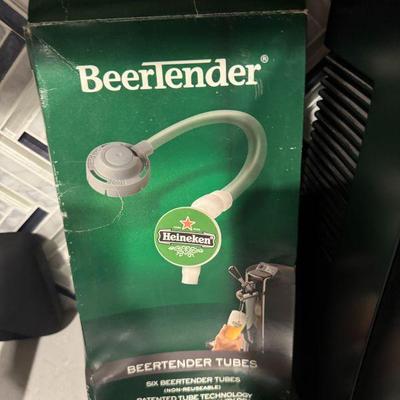 BeerTender®
Heineken
BEERTENDER TUBES
SIX BEERTENDER TUBES
(NON-REUSEABLE)
PATENTED TUBE TECHNOLOGY